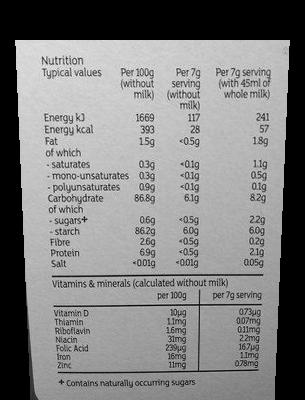 Nutrition
Typical values Per 100g (without milk) Per 7g serving (without milk) Per 7g serving (with 45ml of whole milk)
Energy kJ 1669 117 241
Energy kcal 393 28 57
Fat 1.5g <0.5g 1.8g
of which
- saturates 0.3g <0.1g 1.1g
- mono-unsaturates 0.3g <0.1g 0.5g
- polyunsaturates 0.9g <0.1g 0.1g
Carbohydrate 86.8g 6.1g 8.2g
of which
- sugars+ 0.6g <0.5g 2.2g
- starch 86.2g 6.0g 6.0g
Fibre 2.6g <0.5g 0.2g
Protein 6.9g <0.5g 2.1g
Salt <0.01g <0.01g 0.05g
Vitamins & minerals (calculated without milk)
per 100g per 7g serving
Vitamin D 10µg 0.73µg
Thiamin 1.1mg 0.07mg
Riboflavin 1.6mg 0.11mg
Niacin 31mg 2.2mg
Folic Acid 239µg 16.7µg
Iron 16mg 1.1mg
Zinc 11mg 0.78mg
+ Contains naturally occurring sugars